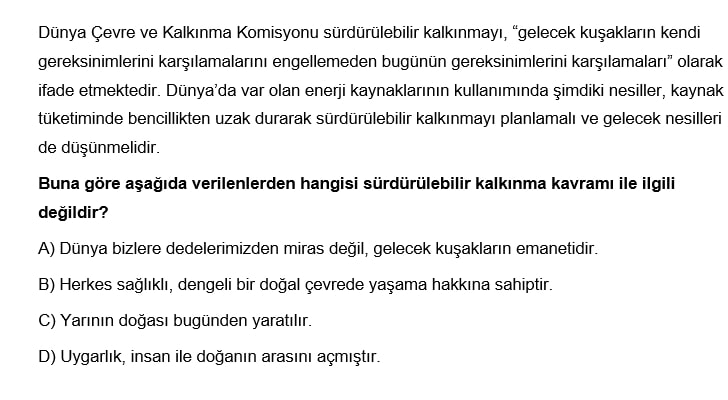 Dünya Çevre ve Kalkınma Komisyonu sürdürülebilir kalkınmayı, “gelecek kuşakların kendi
gereksinimlerini karşılamalarını engellemeden bugünün gereksinimlerini karşılamaları” olarak
ifade etmektedir. Dünya’da var olan enerji kaynaklarının kullanımında şimdiki nesiller, kaynak
tüketiminde bencillikten uzak durarak sürdürülebilir kalkınmayı planlamalı ve gelecek nesilleri
de düşünmelidir.
Buna göre aşağıda verilenlerden hangisi sürdürülebilir kalkınma kavramı ile ilgili
değildir?
A) Dünya bizlere dedelerimizden miras değil, gelecek kuşakların emanetidir.
B) Herkes sağlıklı, dengeli bir doğal çevrede yaşama hakkına sahiptir.
C) Yarının doğası bugünden yaratılır.
D) Uygarlık, insan ile doğanın arasını açmıştır.